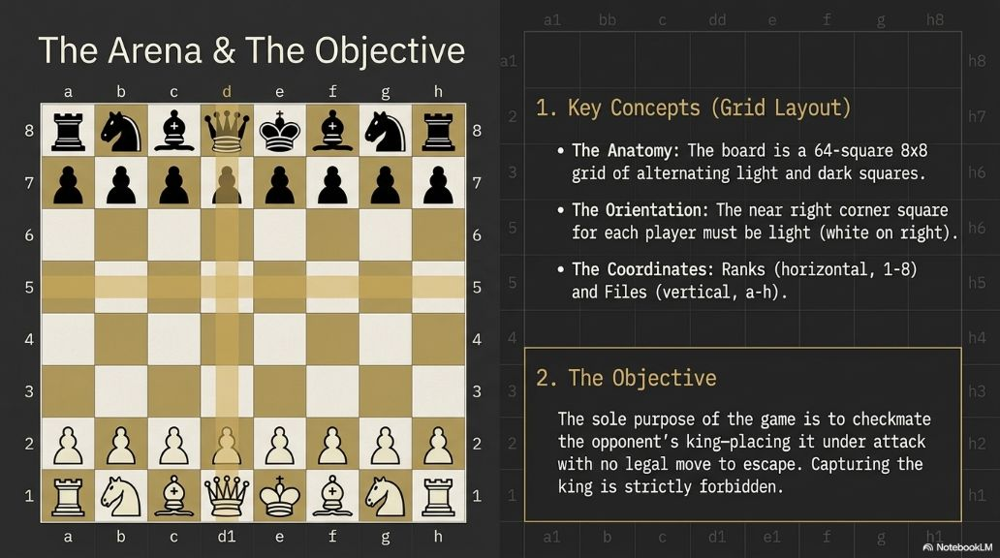 The Arena & The Objective
a b c d e f g h
8 8
7 7
6 6
5 5
4 4
3 3
2 2
1 1
a b c d1 e f g h
a1 bb c dd e f g h8
a1 h8
2 h7
3 h6
5 h6
5 h5
4 h4
3 h3
2 h2
1 h1
a1 b c d1 e1 f g h1
1. Key Concepts (Grid Layout)
• The Anatomy: The board is a 64-square 8x8
grid of alternating light and dark squares.
• The Orientation: The near right corner square
for each player must be light (white on right).
• The Coordinates: Ranks (horizontal, 1-8)
and Files (vertical, a-h).
2. The Objective
The sole purpose of the game is to checkmate
the opponent's king—placing it under attack
with no legal move to escape. Capturing the
king is strictly forbidden.
NotebookLM